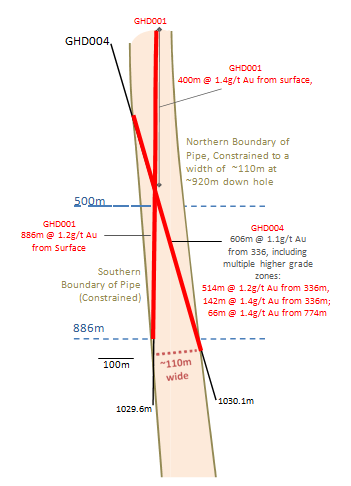 GHD001
GHD004
GHD001
400m @ 1.4g/t Au from surface,
Northern Boundary of
Pipe, Constrained to a
width of ~110m at
~920m down hole
500m
GHD001
886m @ 1.2g/t Au
from Surface
GHD004
606m @ 1.1g/t Au
from 336, including
multiple higher grade
zones:
514m @ 1.2g/t Au from 336m,
142m @ 1.4g/t Au from 336m;
66m @ 1.4g/t Au from 774m
Southern
Boundary of Pipe
(Constrained)
886m
100m
~110m
wide
1029.6m
1030.1m